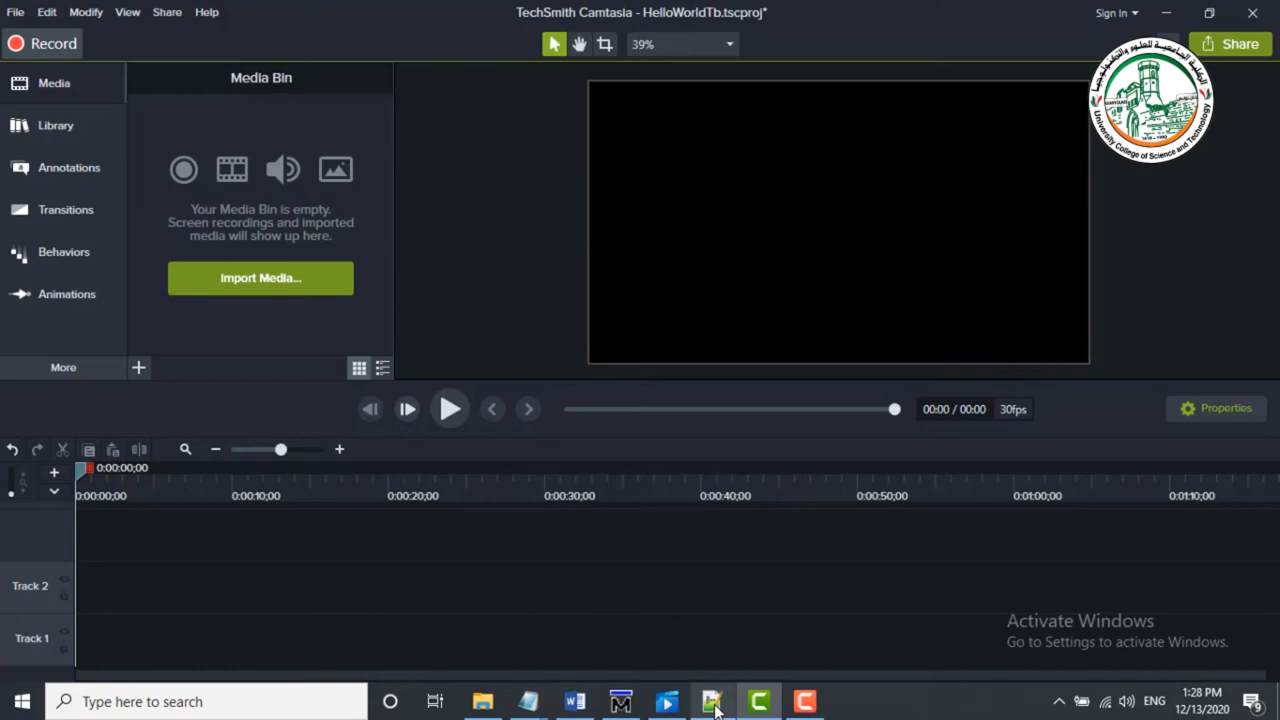 File Edit Modify View Share Help
TechSmith Camtasia - HelloWorldTb.tscproj*
Sign In
Record
39%
Share
Media
Library
Annotations
Transitions
Behaviors
Animations
More
Media Bin
Your Media Bin is empty.
Screen recordings and imported
media will show up here.
Import Media...
الكلية الجامعية للعلوم والتكنولوجيا
University College of Science and Technology
00:00 / 00:00 30fps
Properties
0:00:00;00
0:00:00;00 0:00:10;00 0:00:20;00 0:00:30;00 0:00:40;00 0:00:50;00 0:01:00;00 0:01:10;00
Track 2
Track 1
Activate Windows
Go to Settings to activate Windows.
Type here to search
ENG
1:28 PM
12/13/2020
9